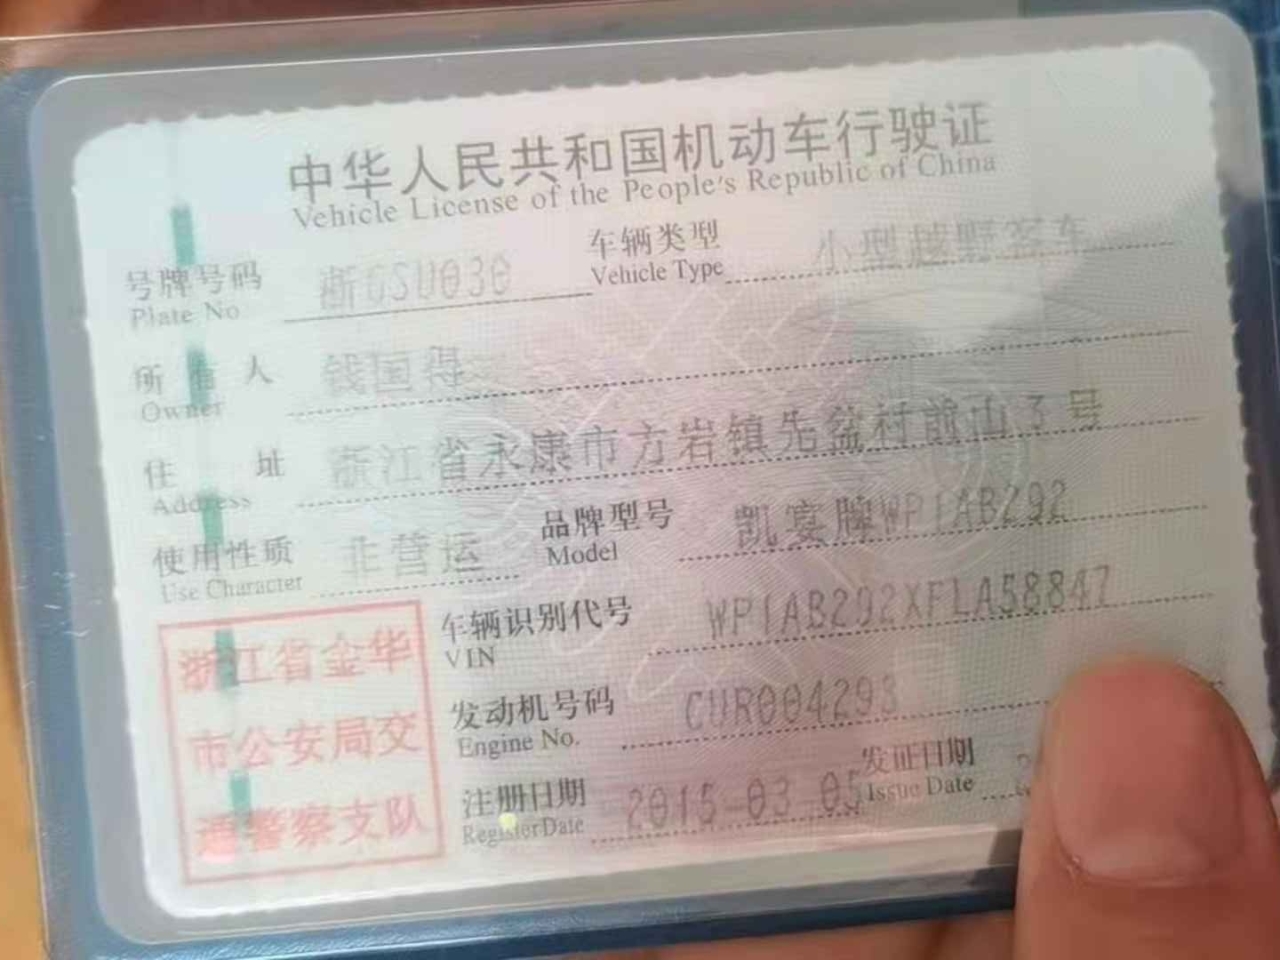 中华人民共和国机动车行驶证
Vehicle License of the People's Republic of China
号牌号码 浙GSU030 车辆类型 小型越野客车
Plate No Vehicle Type
所有人 钱国得
Owner
住址 浙江省永康市方岩镇先盆村前山3号
Address
使用性质 非营运 品牌型号 凯宴牌WP1AB292
Use Character Model
车辆识别代号 WP1AB292XFLA58847
VIN
发动机号码 CUR004293
Engine No.
注册日期 2015-03-05 发证日期
Register Date Issue Date
浙江省金华
市公安局交
通警察支队